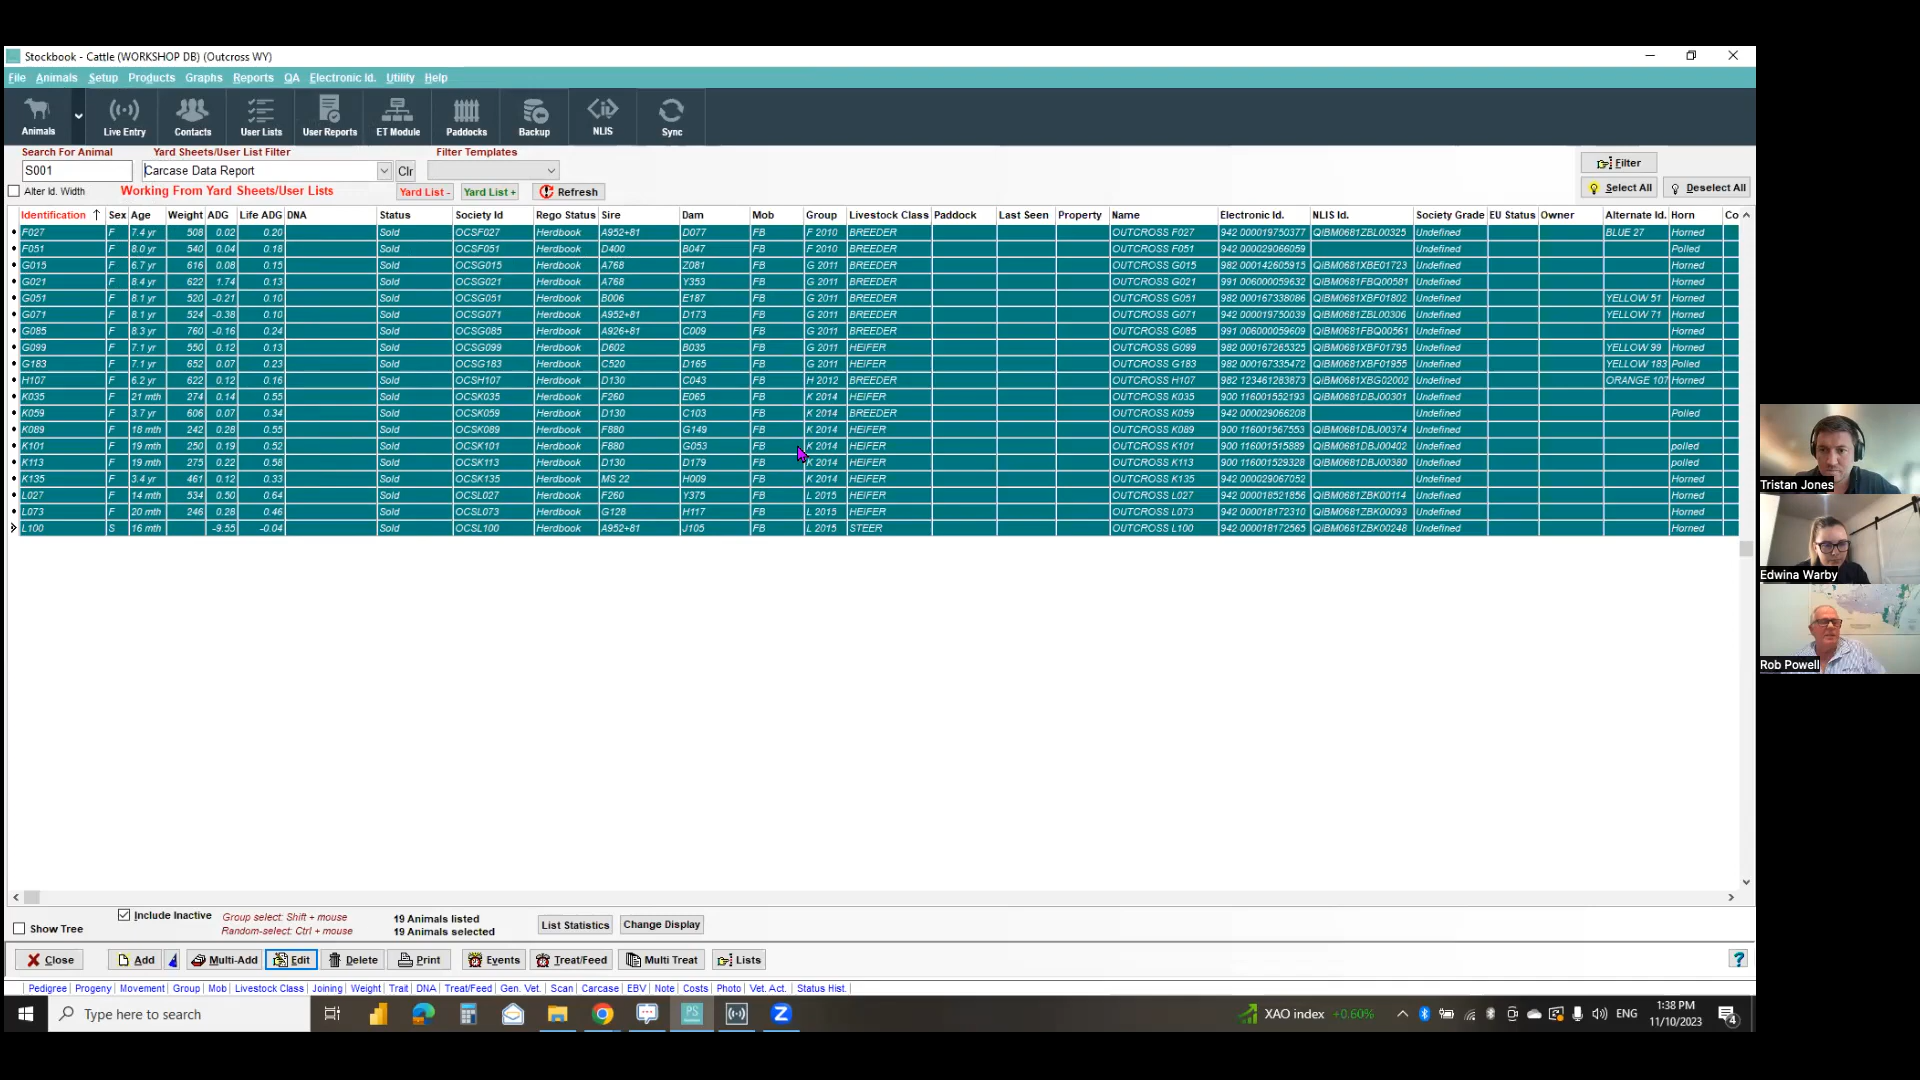 Stockbook - Cattle (WORKSHOP DB) (Outcross WY)
File Animals Setup Products Graphs Reports QA Electronic Id. Utility Help
Animals Live Entry Contacts User Lists User Reports ET Module Paddocks Backup NLIS Sync
Search For Animal Yard Sheets/User List Filter Filter Templates
S001 Carcase Data Report Clr Filter
Alter Id. Width Working From Yard Sheets/User Lists Yard List - Yard List + Refresh Select All Deselect All
Identification Sex Age Weight ADG Life ADG DNA Status Society Id Rego Status Sire Dam Mob Group Livestock Class Paddock Last Seen Property Name Electronic Id. NLIS Id. Society Grade EU Status Owner Alternate Id. Horn Co
F027 F 7.4 yr 508 0.02 0.20 Sold OCSF027 Herdbook A952+81 D077 FB F 2010 BREEDER OUTCROSS F027 942 000019750377 QIBM0681ZBL00325 Undefined BLUE 27 Horned
F051 F 8.0 yr 540 0.04 0.18 Sold OCSF051 Herdbook D400 B047 FB F 2010 BREEDER OUTCROSS F051 942 000029066059 Undefined Polled
G015 F 6.7 yr 616 0.08 0.15 Sold OCSG015 Herdbook A768 Z081 FB G 2011 BREEDER OUTCROSS G015 982 000142605915 QIBM0681XBE01723 Undefined Horned
G021 F 8.4 yr 622 1.74 0.13 Sold OCSG021 Herdbook A768 Y353 FB G 2011 BREEDER OUTCROSS G021 991 006000059632 QIBM0681FBQ00581 Undefined Horned
G051 F 8.1 yr 520 -0.21 0.10 Sold OCSG051 Herdbook B006 E187 FB G 2011 BREEDER OUTCROSS G051 982 000167338086 QIBM0681XBF01802 Undefined YELLOW 51 Horned
G071 F 8.1 yr 524 -0.38 0.10 Sold OCSG071 Herdbook A952+81 D173 FB G 2011 BREEDER OUTCROSS G071 942 000019750039 QIBM0681ZBL00306 Undefined YELLOW 71 Horned
G085 F 8.3 yr 760 -0.16 0.24 Sold OCSG085 Herdbook A926+81 C009 FB G 2011 BREEDER OUTCROSS G085 991 006000059609 QIBM0681FBQ00561 Undefined Horned
G099 F 7.1 yr 550 0.12 0.13 Sold OCSG099 Herdbook D602 B035 FB G 2011 HEIFER OUTCROSS G099 982 000167265325 QIBM0681XBF01795 Undefined YELLOW 99 Horned
G183 F 7.1 yr 652 0.07 0.23 Sold OCSG183 Herdbook C520 D165 FB G 2011 HEIFER OUTCROSS G183 982 000167335472 QIBM0681XBF01955 Undefined YELLOW 183 Polled
H107 F 6.2 yr 622 0.12 0.16 Sold OCSH107 Herdbook D130 C043 FB H 2012 BREEDER OUTCROSS H107 982 123461283873 QIBM0681XBG02002 Undefined ORANGE 107 Horned
K035 F 21 mth 274 0.14 0.55 Sold OCSK035 Herdbook F260 E065 FB K 2014 HEIFER OUTCROSS K035 900 116001552193 QIBM0681DBJ00301 Undefined
K059 F 3.7 yr 606 0.07 0.34 Sold OCSK059 Herdbook D130 C103 FB K 2014 BREEDER OUTCROSS K059 942 000029066208 Undefined Polled
K089 F 18 mth 242 0.28 0.55 Sold OCSK089 Herdbook F880 G149 FB K 2014 HEIFER OUTCROSS K089 900 116001567553 QIBM0681DBJ00374 Undefined
K101 F 19 mth 250 0.19 0.52 Sold OCSK101 Herdbook F880 G053 FB K 2014 HEIFER OUTCROSS K101 900 116001515889 QIBM0681DBJ00402 Undefined polled
K113 F 19 mth 275 0.22 0.58 Sold OCSK113 Herdbook D130 D179 FB K 2014 HEIFER OUTCROSS K113 900 116001529328 QIBM0681DBJ00380 Undefined polled
K135 F 3.4 yr 461 0.12 0.33 Sold OCSK135 Herdbook MS 22 H009 FB K 2014 HEIFER OUTCROSS K135 942 000029067052 Undefined Horned
L027 F 14 mth 534 0.50 0.64 Sold OCSL027 Herdbook F260 Y375 FB L 2015 HEIFER OUTCROSS L027 942 000018521856 QIBM0681ZBK00114 Undefined Horned
L073 F 20 mth 246 0.28 0.46 Sold OCSL073 Herdbook G128 H117 FB L 2015 HEIFER OUTCROSS L073 942 000018172310 QIBM0681ZBK00093 Undefined Horned
L100 S 16 mth -9.55 -0.04 Sold OCSL100 Herdbook A952+81 J105 FB L 2015 STEER OUTCROSS L100 942 000018172565 QIBM0681ZBK00248 Undefined Horned
Tristan Jones
Edwina Warby
Rob Powell
Show Tree Include Inactive Group select: Shift + mouse 19 Animals listed List Statistics Change Display
Random-select: Ctrl + mouse 19 Animals selected
Close Add Multi-Add Edit Delete Print Events Treat/Feed Multi Treat Lists ?
Pedigree Progeny Movement Group Mob Livestock Class Joining Weight Trait DNA Treat/Feed Gen. Vet. Scan Carcase EBV Note Costs Photo Vet. Act. Status Hist.
Type here to search PS XAO index +0.60% ENG 1:38 PM
11/10/2023 4